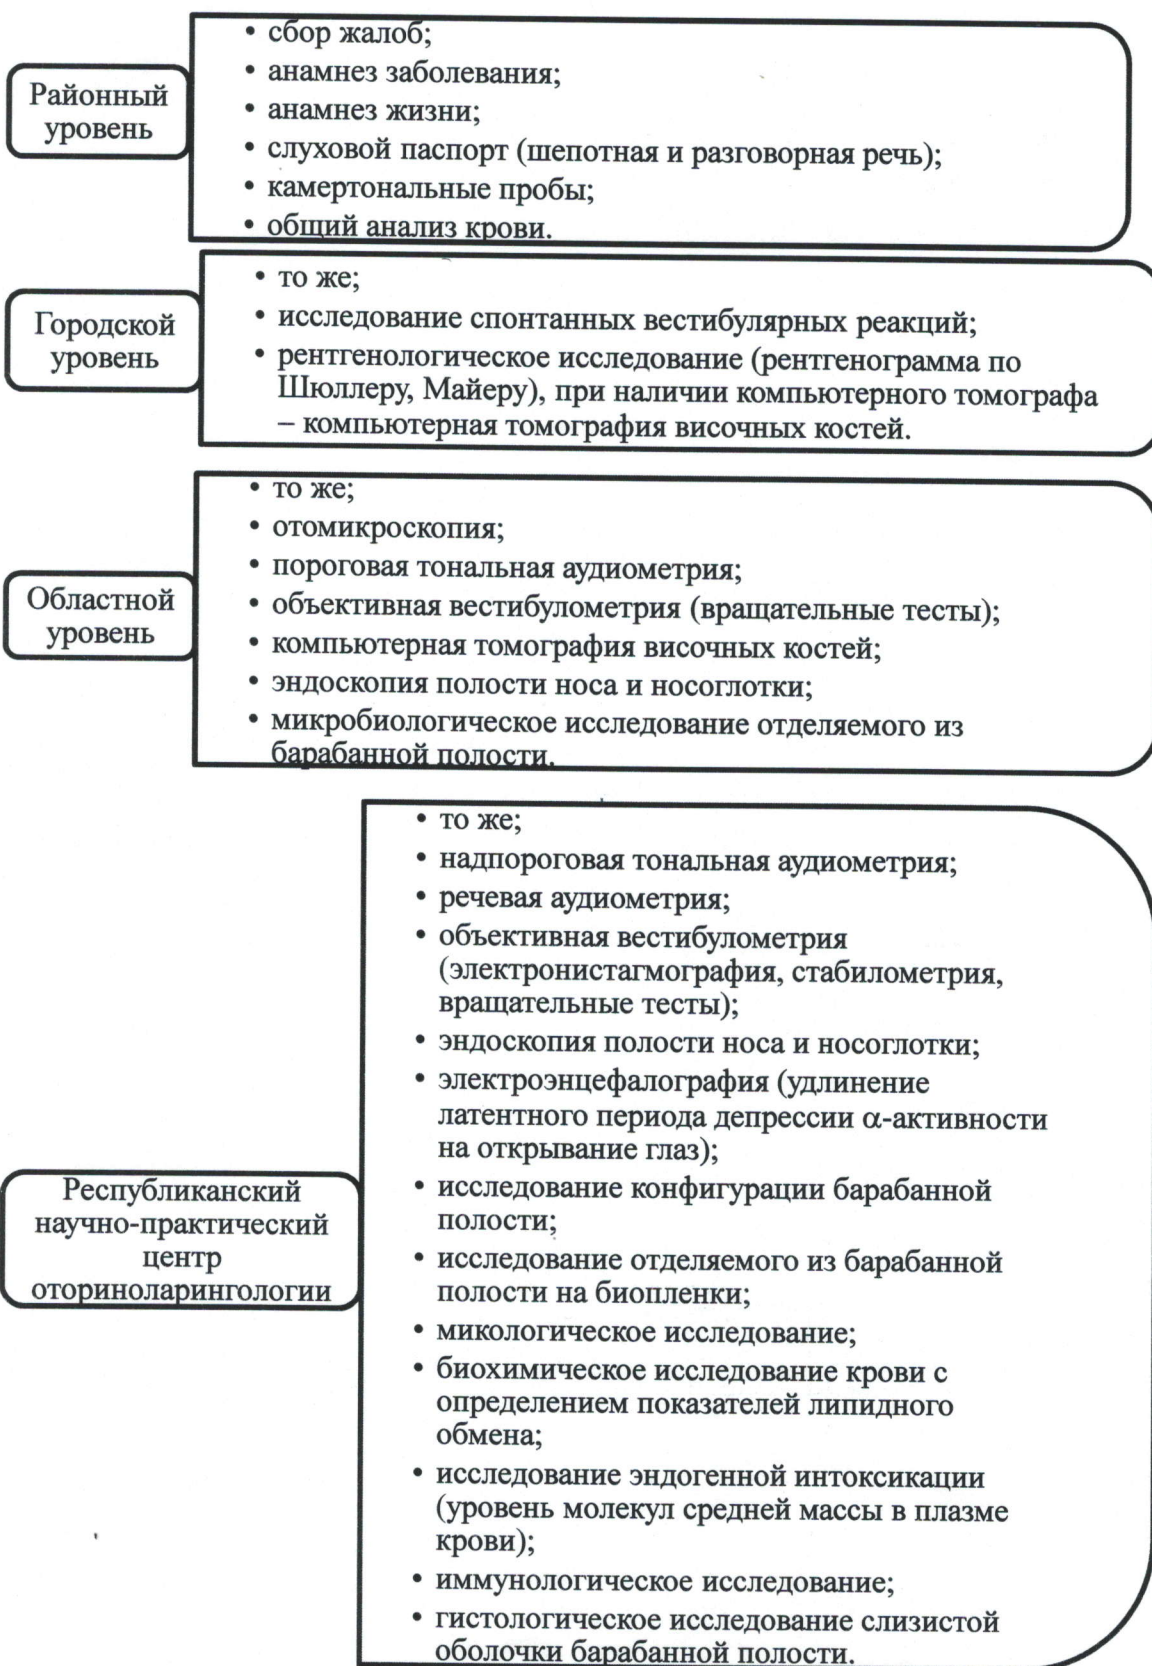 Районный
уровень
• сбор жалоб;
• анамнез заболевания;
• анамнез жизни;
• слуховой паспорт (шепотная и разговорная речь);
• камертональные пробы;
• общий анализ крови.
Городской
уровень
• то же;
• исследование спонтанных вестибулярных реакций;
• рентгенологическое исследование (рентгенограмма по
Шюллеру, Майеру), при наличии компьютерного томографа
– компьютерная томография височных костей.
Областной
уровень
• то же;
• отомикроскопия;
• пороговая тональная аудиометрия;
• объективная вестибулометрия (вращательные тесты);
• компьютерная томография височных костей;
• эндоскопия полости носа и носоглотки;
• микробиологическое исследование отделяемого из
барабанной полости.
Республиканский
научно-практический
центр
оториноларингологии
• то же;
• надпороговая тональная аудиометрия;
• речевая аудиометрия;
• объективная вестибулометрия
(электронистагмография, стабилометрия,
вращательные тесты);
• эндоскопия полости носа и носоглотки;
• электроэнцефалография (удлинение
латентного периода депрессии α-активности
на открывание глаз);
• исследование конфигурации барабанной
полости;
• исследование отделяемого из барабанной
полости на биопленки;
• микологическое исследование;
• биохимическое исследование крови с
определением показателей липидного
обмена;
• исследование эндогенной интоксикации
(уровень молекул средней массы в плазме
крови);
• иммунологическое исследование;
• гистологическое исследование слизистой
оболочки барабанной полости.